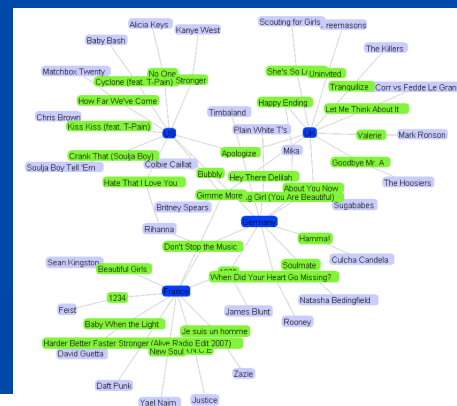 Alicia Keys
Kanye West
Scouting for Girls
Freemasons
Baby Bash
The Killers
No One
Matchbox Twenty
Cyclone (feat. T-Pain)
Stronger
She's So L
Uninvited
Tranquilize
Corr vs Fedde Le Gran
How Far We've Come
Happy Ending
Let Me Think About It
Chris Brown
Kiss Kiss (feat. T-Pain)
US
Timbaland
Plain White T's
UK
Valerie
Mark Ronson
Crank That (Soulja Boy)
Apologize
Mika
Colbie Caillat
Goodbye Mr. A
Soulja Boy Tell 'Em
Bubbly
Hey There Delilah
The Hoosiers
Hate That I Love You
Gimme More
About You Now
g Girl (You Are Beautiful)
Britney Spears
Sugababes
Germany
Rihanna
Hamma!
Don't Stop the Music
Culcha Candela
Sean Kingston
Beautiful Girls
Soulmate
When Did Your Heart Go Missing?
France
1234
Natasha Bedingfield
Feist
James Blunt
Rooney
Baby When the Light
Je suis un homme
Harder Better Faster Stronger (Alive Radio Edit 2007)
David Guetta
New Soul
.N.C.E
Zazie
Daft Punk
Yael Naim
Justice